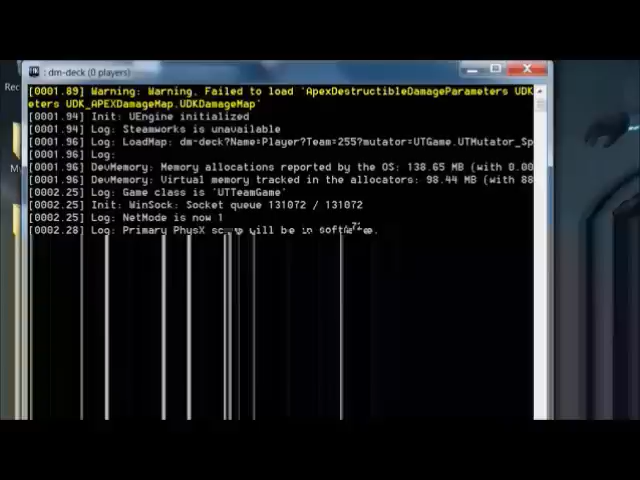 Rec
: dm-deck (0 players)
[0001.89] Warning: Warning, Failed to load 'ApexDestructibleDamageParameters UDK
eters UDK_APEXDamageMap.UDKDamageMap'
[0001.94] Init: UEngine initialized
[0001.94] Log: Steamworks is unavailable
[0001.96] Log: LoadMap: dm-deck?Name=Player?Team=255?mutator=UTGame.UTMutator_Sp
[0001.96] Log:
[0001.96] DevMemory: Memory allocations reported by the OS: 138.65 MB (with 0.00
[0001.96] DevMemory: Virtual memory tracked in the allocators: 98.44 MB (with 88
[0002.25] Log: Game class is 'UTTeamGame'
[0002.25] Init: WinSock: Socket queue 131072 / 131072
[0002.25] Log: NetMode is now 1
[0002.28] Log: Primary PhysX scene will be in software.
My